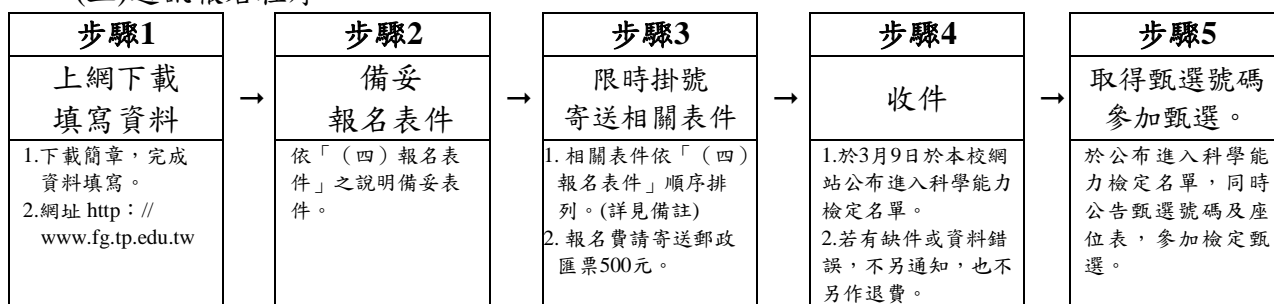 步驟1
上網下載
填寫資料
1.下載簡章，完成
資料填寫。
2.網址 http：//
www.fg.tp.edu.tw
→
步驟2
備妥
報名表件
依「（四）報名表
件」之說明備妥表
件。
→
步驟3
限時掛號
寄送相關表件
1. 相關表件依「（四）
報名表件」順序排
列。(詳見備註)
2. 報名費請寄送郵政
匯票500元。
→
步驟4
收件
1.於3月9日於本校網
站公布進入科學能力
檢定名單。
2.若有缺件或資料錯
誤，不另通知，也不
另作退費。
→
步驟5
取得甄選號碼
參加甄選。
於公布進入科學能
力檢定名單，同時
公告甄選號碼及座
位表，參加檢定甄
選。